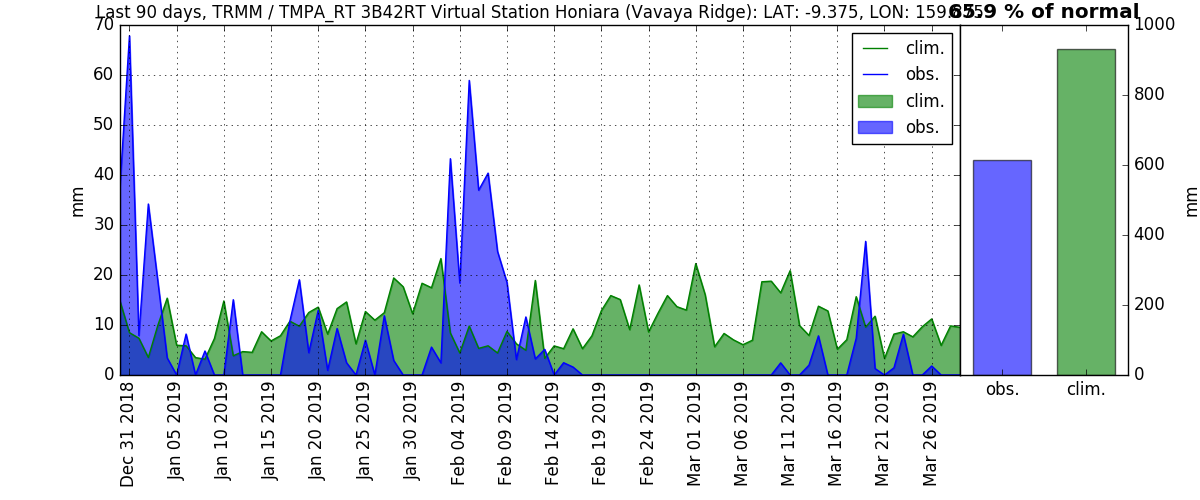 Last 90 days, TRMM / TMPA_RT 3B42RT Virtual Station Honiara (Vavaya Ridge): LAT: -9.375, LON: 159.875
65.9 % of normal
70
60
50
40
30
20
10
0
mm
clim.
obs.
clim.
obs.
Dec 31 2018
Jan 05 2019
Jan 10 2019
Jan 15 2019
Jan 20 2019
Jan 25 2019
Jan 30 2019
Feb 04 2019
Feb 09 2019
Feb 14 2019
Feb 19 2019
Feb 24 2019
Mar 01 2019
Mar 06 2019
Mar 11 2019
Mar 16 2019
Mar 21 2019
Mar 26 2019
1000
800
600
400
200
0
mm
obs.
clim.